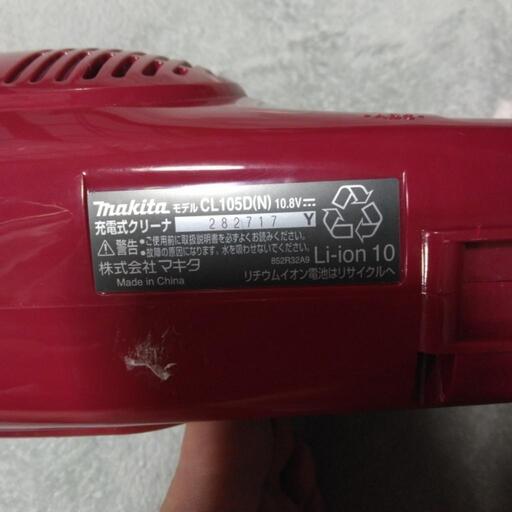 makita モデル CL105D(N) 10.8V⎓
充電式クリーナ 282717 Y
警告 ●ご使用前に取扱説明書を必ずよくお読みください。
●故障の原因になります。水を吸わせないでください。
株式会社マキタ
Made in China
852R32A9
Li-ion 10
リチウムイオン電池はリサイクルへ